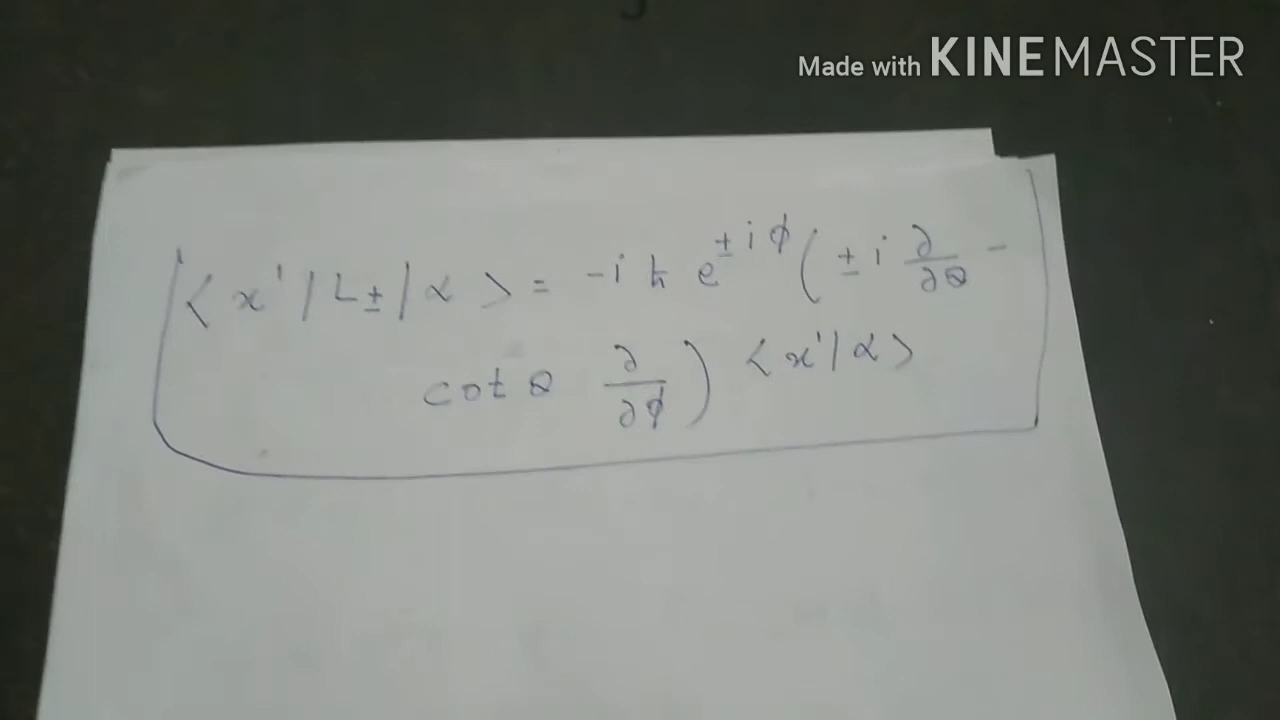 Made with KINEMASTER
⟨x'|L±|α⟩ = -iℏ e^{±iϕ}(±i ∂/∂θ -
cot θ ∂/∂ϕ) ⟨x'|α⟩